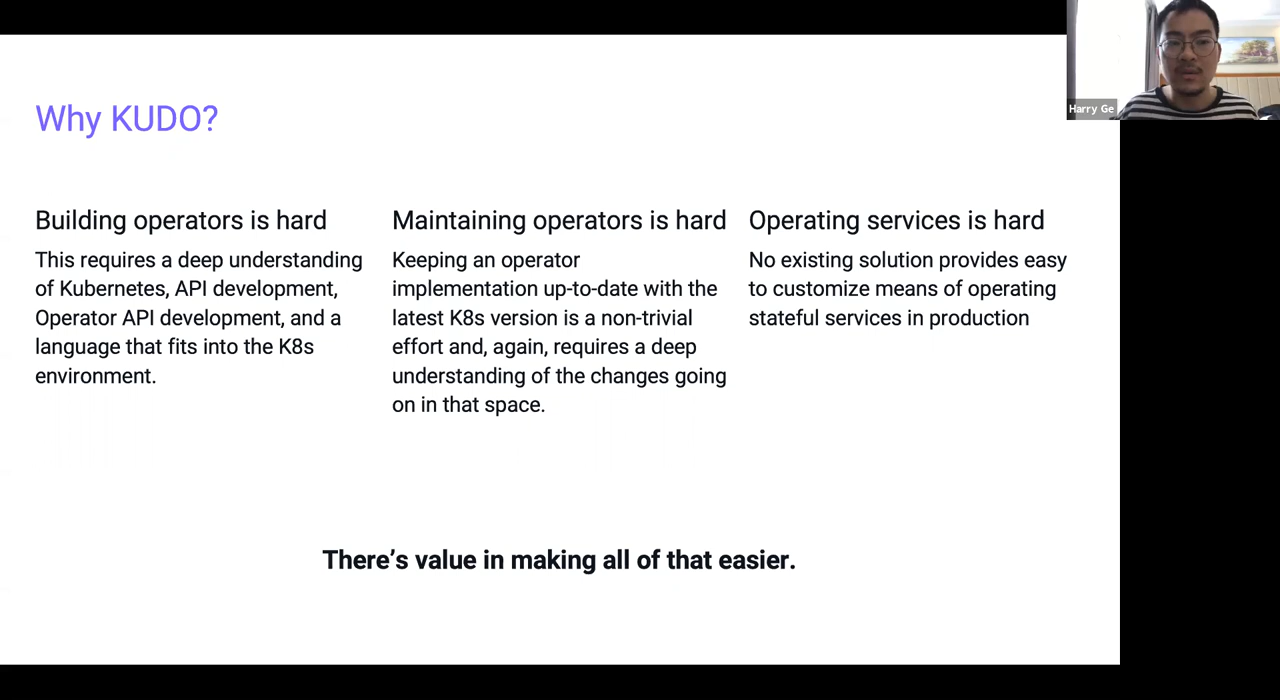 Harry Ge
Why KUDO?
Building operators is hard
This requires a deep understanding
of Kubernetes, API development,
Operator API development, and a
language that fits into the K8s
environment.
Maintaining operators is hard
Keeping an operator
implementation up-to-date with the
latest K8s version is a non-trivial
effort and, again, requires a deep
understanding of the changes going
on in that space.
Operating services is hard
No existing solution provides easy
to customize means of operating
stateful services in production
There’s value in making all of that easier.